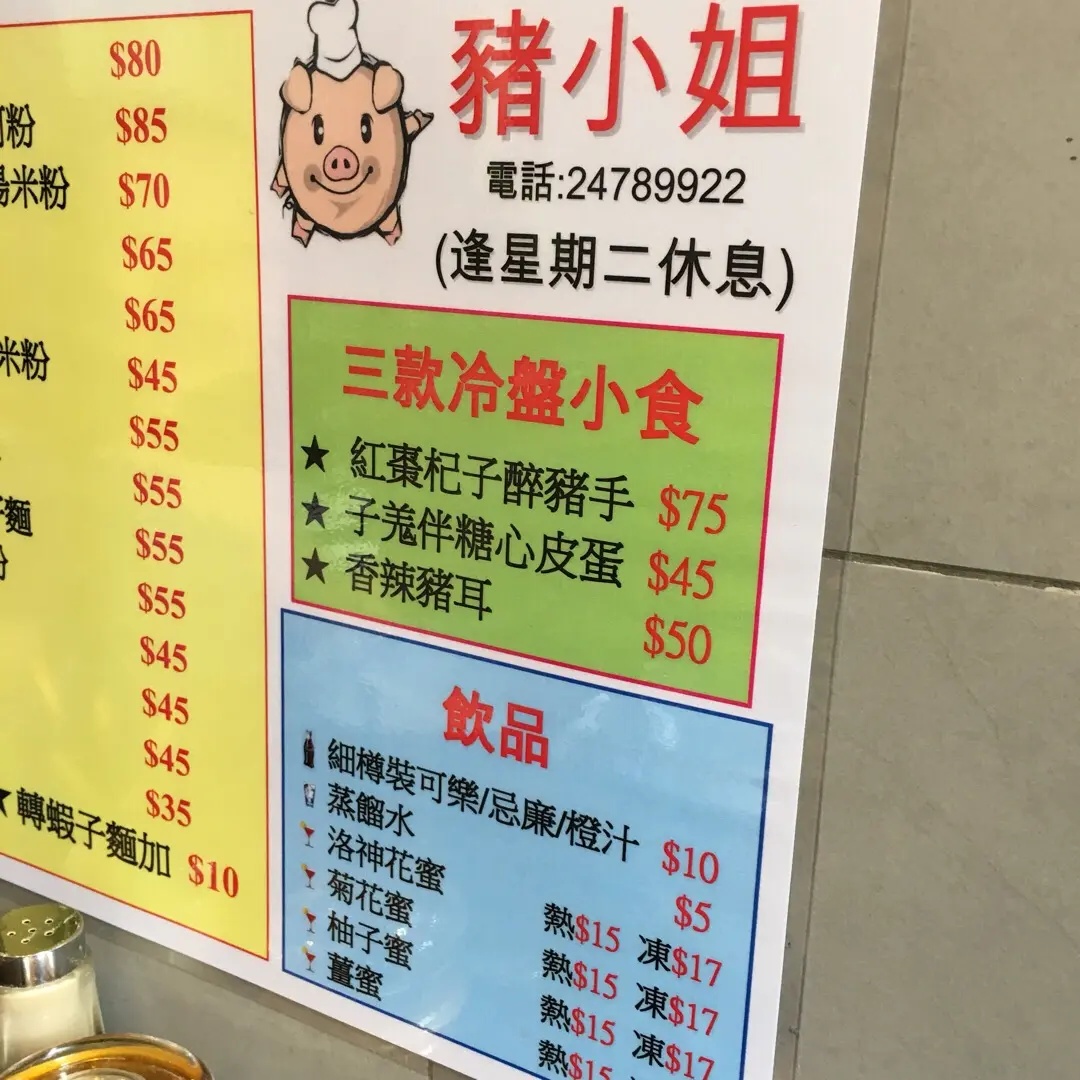 $80
粉 $85
湯米粉 $70
$65
$65
米粉 $45
$55
$55
麵 $55
$55
$45
$45
$45
$35
★轉蝦子麵加 $10
豬小姐
電話:24789922
(逢星期二休息)
三款冷盤小食
★ 紅棗杞子醉豬手 $75
★ 子羗伴糖心皮蛋 $45
★ 香辣豬耳 $50
飲品
細樽裝可樂/忌廉/橙汁 $10
蒸餾水 $5
洛神花蜜 熱$15 凍$17
菊花蜜 熱$15 凍$17
柚子蜜 熱$15 凍$17
薑蜜 熱$15